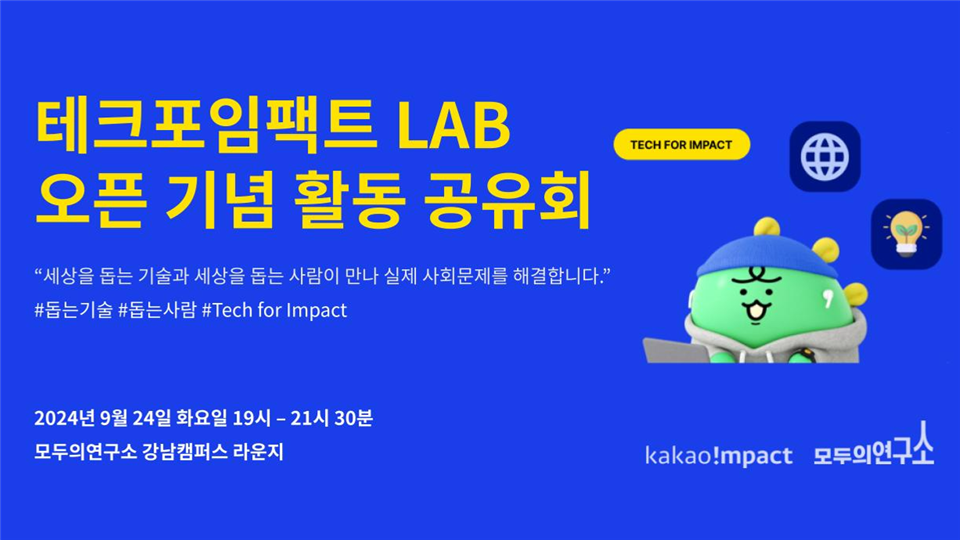 테크포임팩트 LAB
오픈 기념 활동 공유회
TECH FOR IMPACT
“세상을 돕는 기술과 세상을 돕는 사람이 만나 실제 사회문제를 해결합니다.”
#돕는기술 #돕는사람 #Tech for Impact
2024년 9월 24일 화요일 19시 – 21시 30분
모두의연구소 강남캠퍼스 라운지
kakao!mpact
모두의연구소